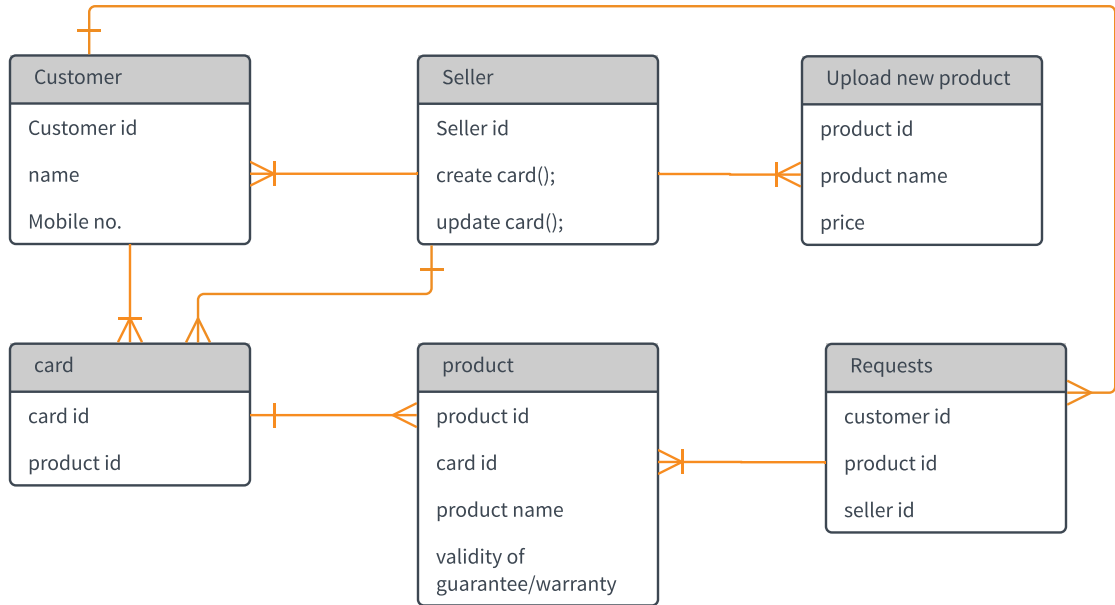 Customer
Customer id
name
Mobile no.
Seller
Seller id
create card();
update card();
Upload new product
product id
product name
price
card
card id
product id
product
product id
card id
product name
validity of
guarantee/warranty
Requests
customer id
product id
seller id